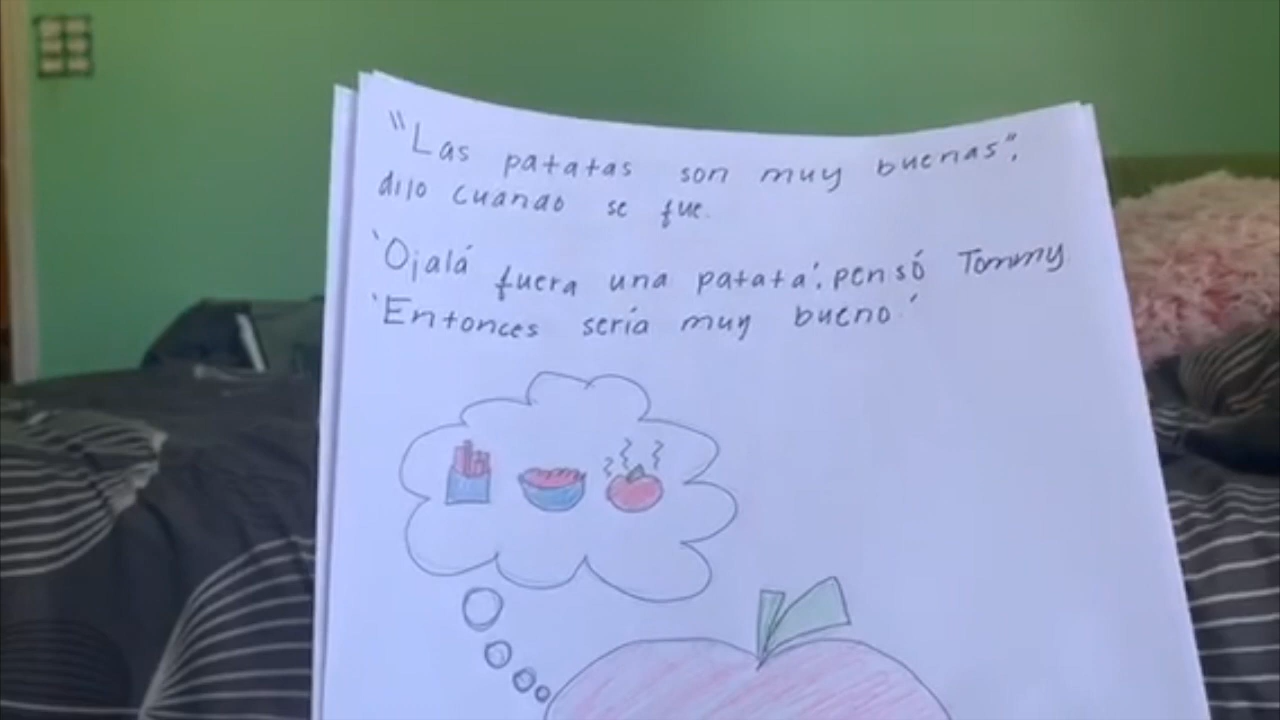 "Las patatas son muy buenas",
dijo cuando se fue.
'Ojalá fuera una patata', pensó Tommy
'Entonces sería muy bueno.'